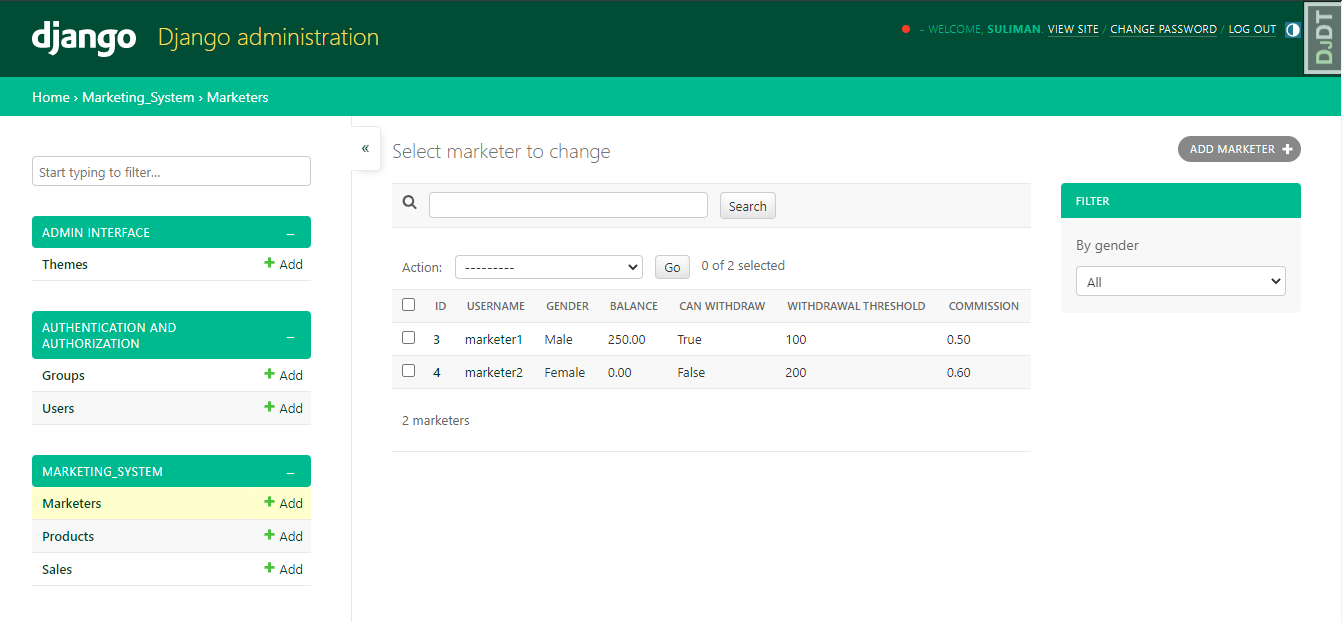 django Django administration
- WELCOME, SULIMAN. VIEW SITE / CHANGE PASSWORD / LOG OUT
DJDT
Home › Marketing_System › Marketers
Start typing to filter...
ADMIN INTERFACE –
Themes + Add
AUTHENTICATION AND
AUTHORIZATION –
Groups + Add
Users + Add
MARKETING_SYSTEM –
Marketers + Add
Products + Add
Sales + Add
«
Select marketer to change
ADD MARKETER +
Search
Action: --------- Go 0 of 2 selected
ID USERNAME GENDER BALANCE CAN WITHDRAW WITHDRAWAL THRESHOLD COMMISSION
3 marketer1 Male 250.00 True 100 0.50
4 marketer2 Female 0.00 False 200 0.60
2 marketers
FILTER
By gender
All